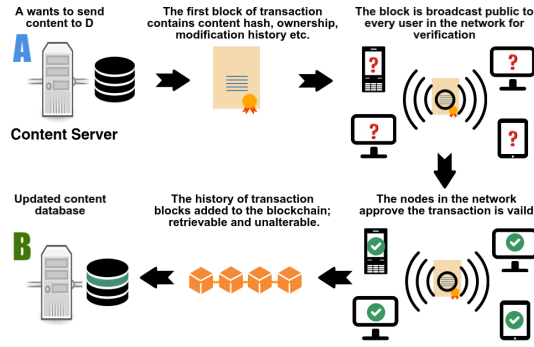 A wants to send
content to D
The first block of transaction
contains content hash, ownership,
modification history etc.
The block is broadcast public to
every user in the network for
verification
A
?
?
?
?
Content Server
Updated content
database
The history of transaction
blocks added to the blockchain;
retrievable and unalterable.
The nodes in the network
approve the transaction is vaild
B